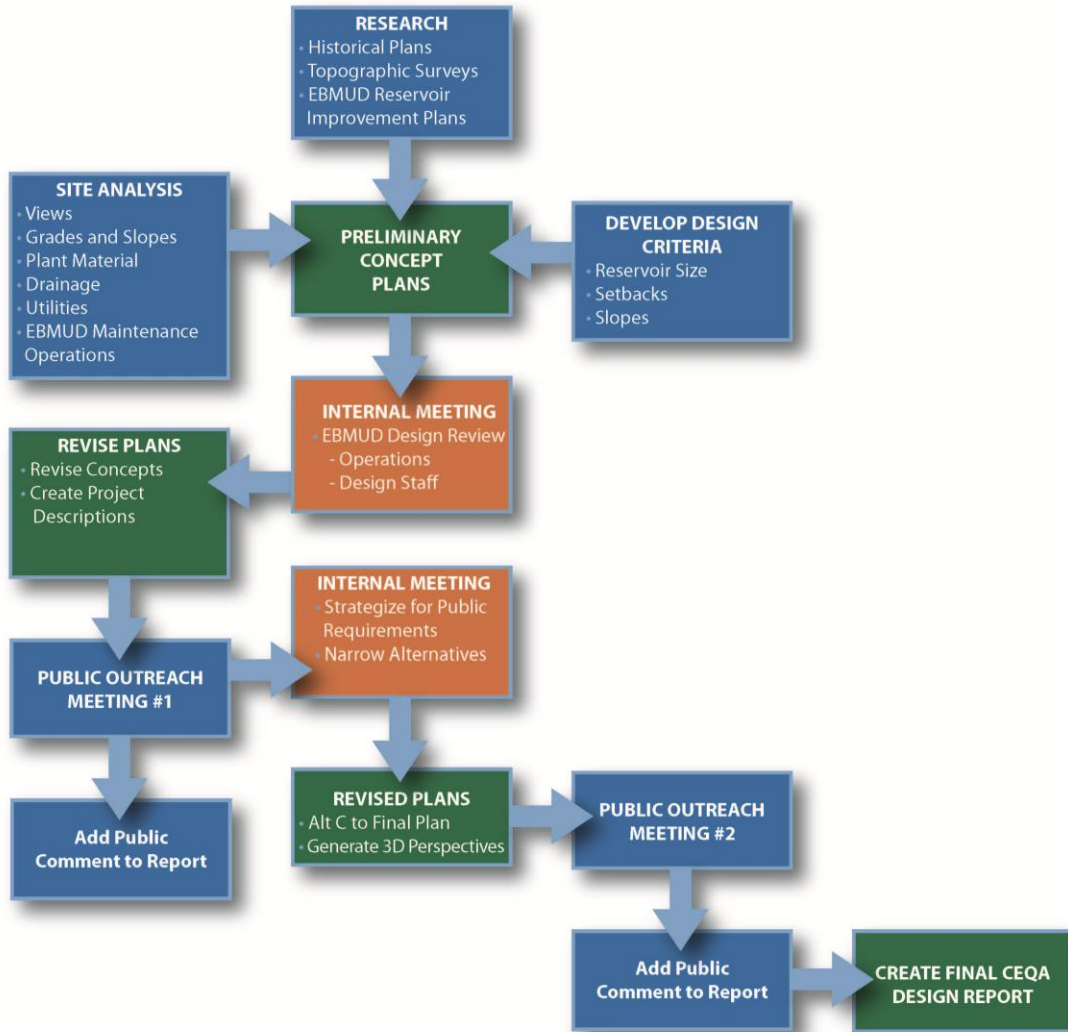 RESEARCH
• Historical Plans
• Topographic Surveys
• EBMUD Reservoir
Improvement Plans
SITE ANALYSIS
• Views
• Grades and Slopes
• Plant Material
• Drainage
• Utilities
• EBMUD Maintenance
Operations
PRELIMINARY
CONCEPT
PLANS
DEVELOP DESIGN
CRITERIA
• Reservoir Size
• Setbacks
• Slopes
INTERNAL MEETING
• EBMUD Design Review
- Operations
- Design Staff
REVISE PLANS
• Revise Concepts
• Create Project
Descriptions
PUBLIC OUTREACH
MEETING #1
INTERNAL MEETING
• Strategize for Public
Requirements
• Narrow Alternatives
Add Public
Comment to Report
REVISED PLANS
• Alt C to Final Plan
• Generate 3D Perspectives
PUBLIC OUTREACH
MEETING #2
Add Public
Comment to Report
CREATE FINAL CEQA
DESIGN REPORT